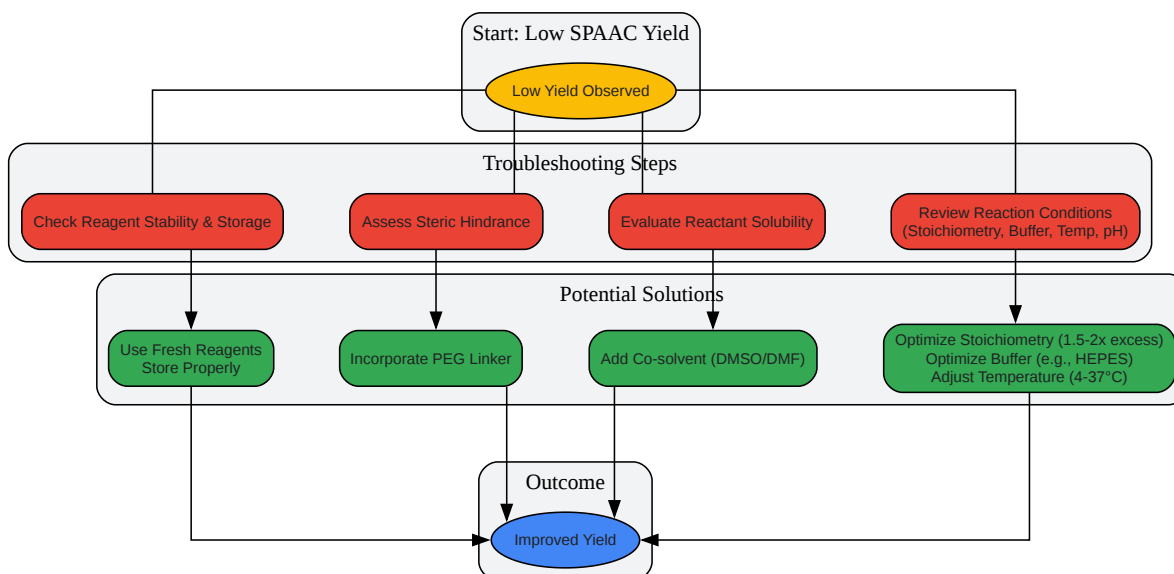 Start: Low SPAAC Yield
Low Yield Observed
Troubleshooting Steps
Check Reagent Stability & Storage
Assess Steric Hindrance
Evaluate Reactant Solubility
Review Reaction Conditions
(Stoichiometry, Buffer, Temp, pH)
Potential Solutions
Use Fresh Reagents
Store Properly
Incorporate PEG Linker
Add Co-solvent (DMSO/DMF)
Optimize Stoichiometry (1.5-2x excess)
Optimize Buffer (e.g., HEPES)
Adjust Temperature (4-37°C)
Outcome
Improved Yield